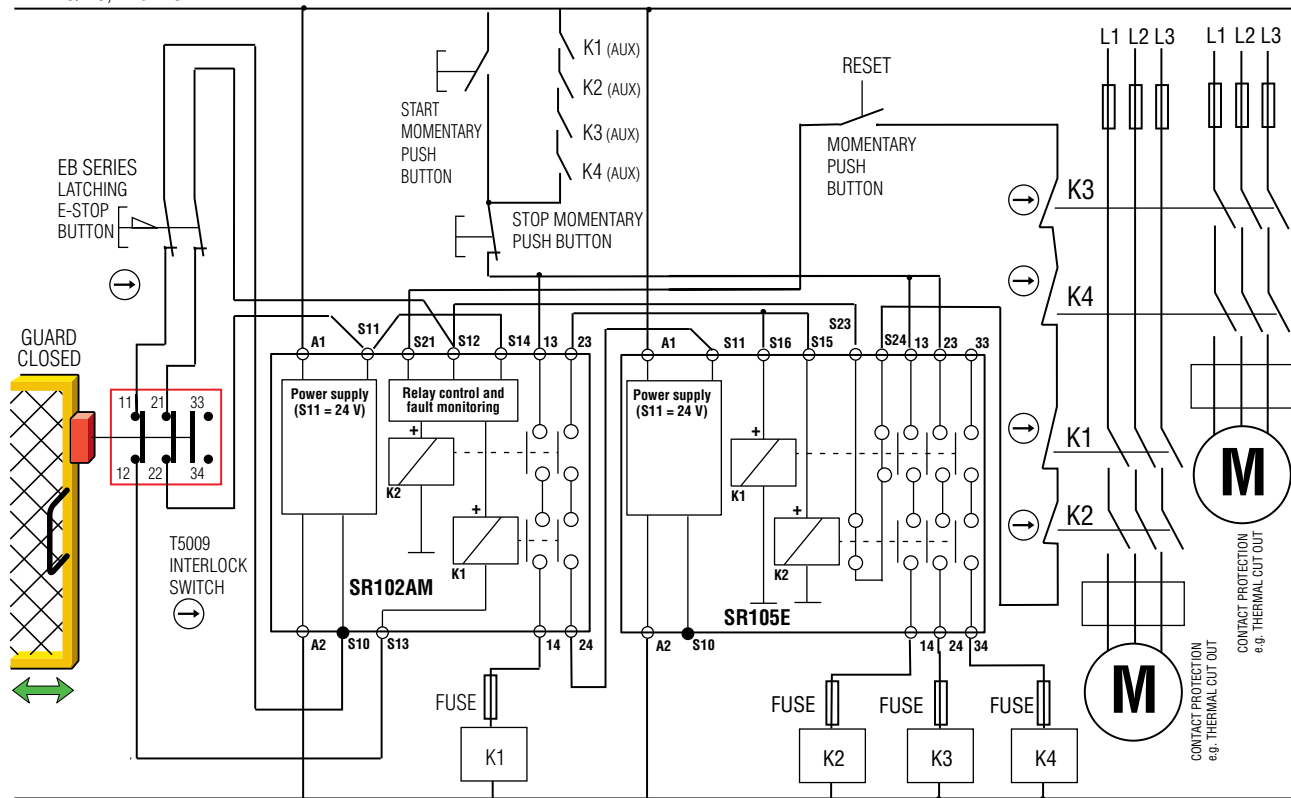 K1 (AUX)
K2 (AUX)
K3 (AUX)
K4 (AUX)
START
MOMENTARY
PUSH
BUTTON
STOP MOMENTARY
PUSH BUTTON
RESET
MOMENTARY
PUSH
BUTTON
L1 L2 L3
L1 L2 L3
EB SERIES
LATCHING
E-STOP
BUTTON
K3
K4
K1
K2
GUARD
CLOSED
11 21 33
12 22 34
T5009
INTERLOCK
SWITCH
A1 S11 S21 S12 S14 13 23
Power supply
(S11 = 24 V)
Relay control and
fault monitoring
+
K2
+
K1
SR102AM
A2 S10 S13 14 24
A1 S11 S16 S15 S23 S24 13 23 33
Power supply
(S11 = 24 V)
+
K1
+
K2
SR105E
A2 S10 14 24 34
FUSE
K1
FUSE
K2
FUSE
K3
FUSE
K4
M
CONTACT PROTECTION
e.g. THERMAL CUT OUT
M
CONTACT PROTECTION
e.g. THERMAL CUT OUT